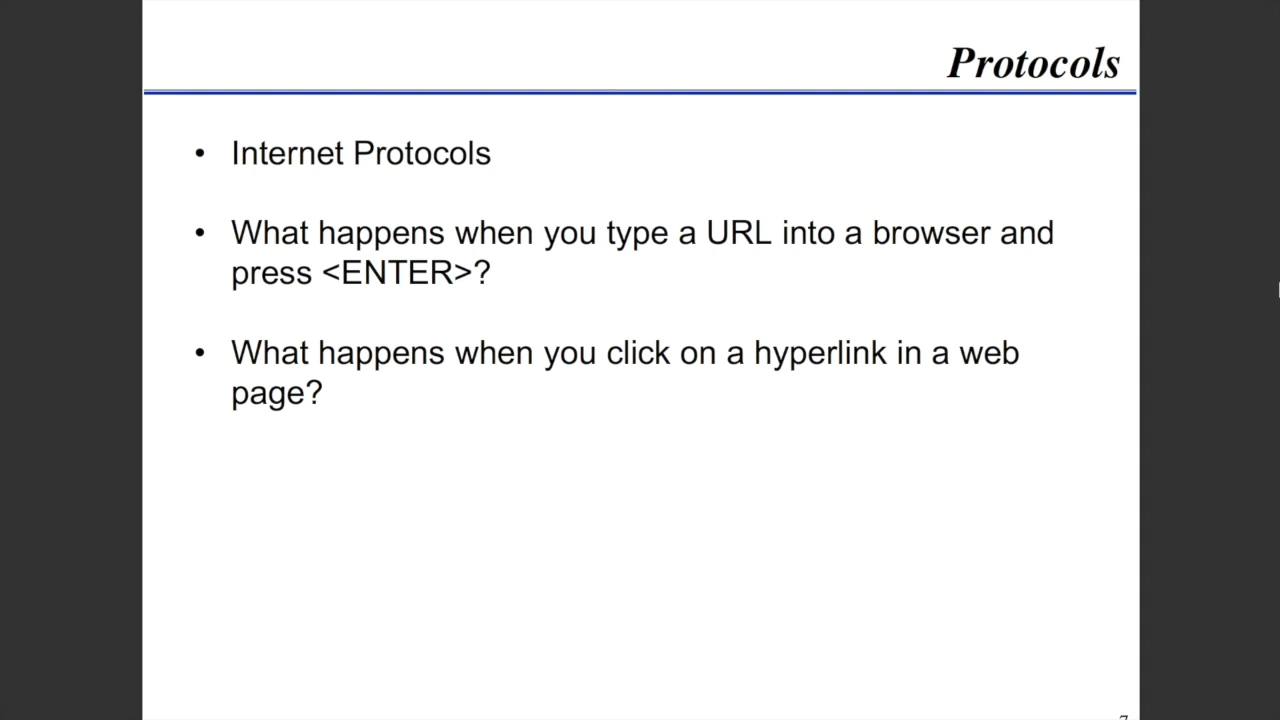 Protocols
• Internet Protocols
• What happens when you type a URL into a browser and
press <ENTER>?
• What happens when you click on a hyperlink in a web
page?
7